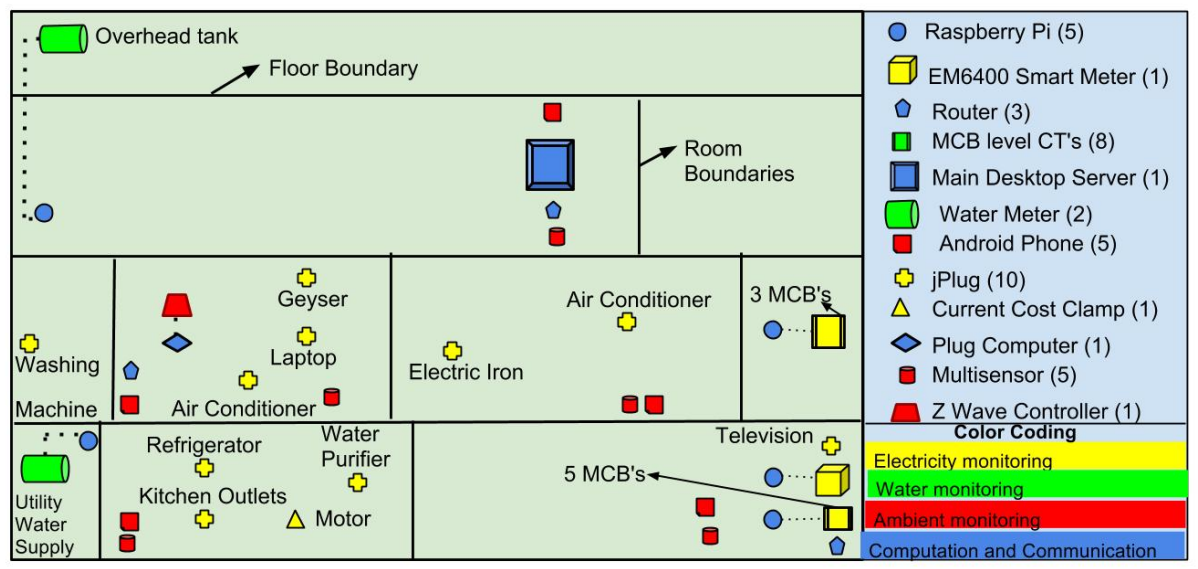 Overhead tank
Floor Boundary
Room
Boundaries
Geyser
Laptop
Air Conditioner
Washing
Machine
Electric Iron
Air Conditioner
3 MCB's
Refrigerator
Water
Purifier
Kitchen Outlets
Motor
Utility
Water
Supply
Television
5 MCB's
Raspberry Pi (5)
EM6400 Smart Meter (1)
Router (3)
MCB level CT's (8)
Main Desktop Server (1)
Water Meter (2)
Android Phone (5)
jPlug (10)
Current Cost Clamp (1)
Plug Computer (1)
Multisensor (5)
Z Wave Controller (1)
Color Coding
Electricity monitoring
Water monitoring
Ambient monitoring
Computation and Communication